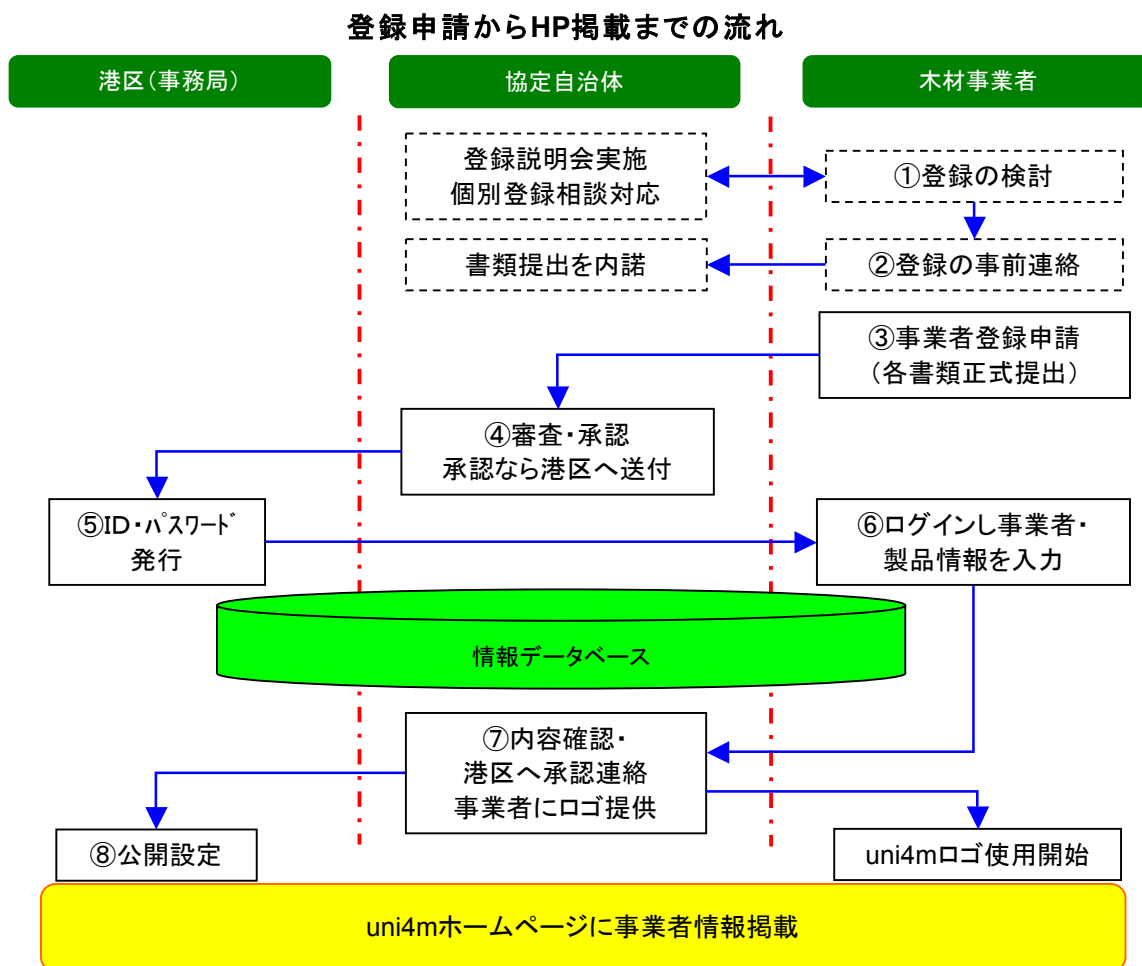 登録申請からHP掲載までの流れ
港区（事務局）
協定自治体
木材事業者
登録説明会実施
個別登録相談対応
①登録の検討
書類提出を内諾
②登録の事前連絡
③事業者登録申請
（各書類正式提出）
④審査・承認
承認なら港区へ送付
⑤ID・ﾊﾟｽﾜｰﾄﾞ
発行
⑥ログインし事業者・
製品情報を入力
情報データベース
⑦内容確認・
港区へ承認連絡
事業者にロゴ提供
⑧公開設定
uni4mロゴ使用開始
uni4mホームページに事業者情報掲載